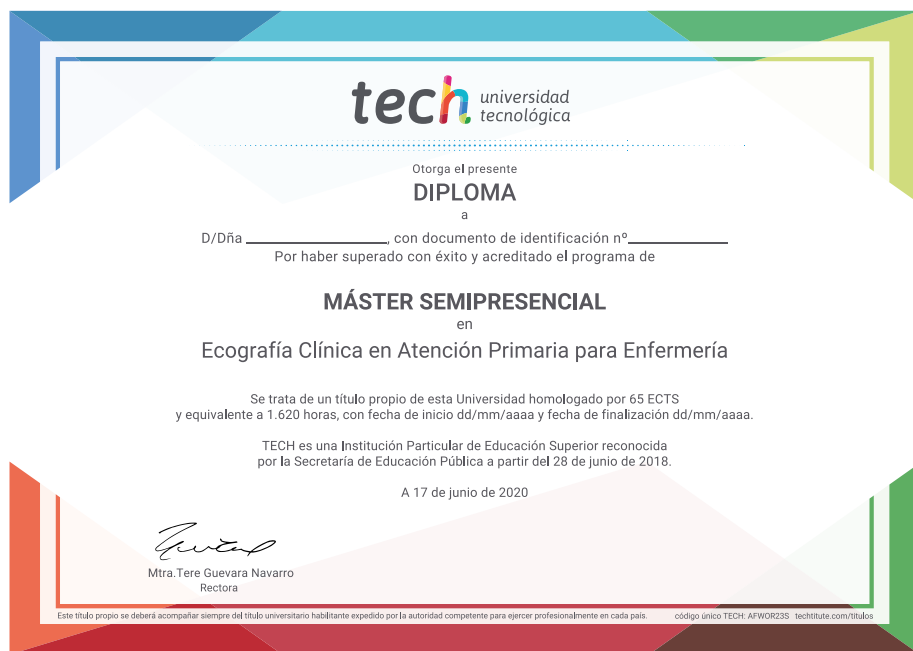 tech universidad
tecnológica
Otorga el presente
DIPLOMA
a
D/Dña ________________, con documento de identificación nº____________
Por haber superado con éxito y acreditado el programa de
MÁSTER SEMIPRESENCIAL
en
Ecografía Clínica en Atención Primaria para Enfermería
Se trata de un título propio de esta Universidad homologado por 65 ECTS
y equivalente a 1.620 horas, con fecha de inicio dd/mm/aaaa y fecha de finalización dd/mm/aaaa.
TECH es una Institución Particular de Educación Superior reconocida
por la Secretaría de Educación Pública a partir del 28 de junio de 2018.
A 17 de junio de 2020
Mtra.Tere Guevara Navarro
Rectora
Este título propio se deberá acompañar siempre del título universitario habilitante expedido por la autoridad competente para ejercer profesionalmente en cada país. código único TECH: AFWOR23S techtitute.com/titulos